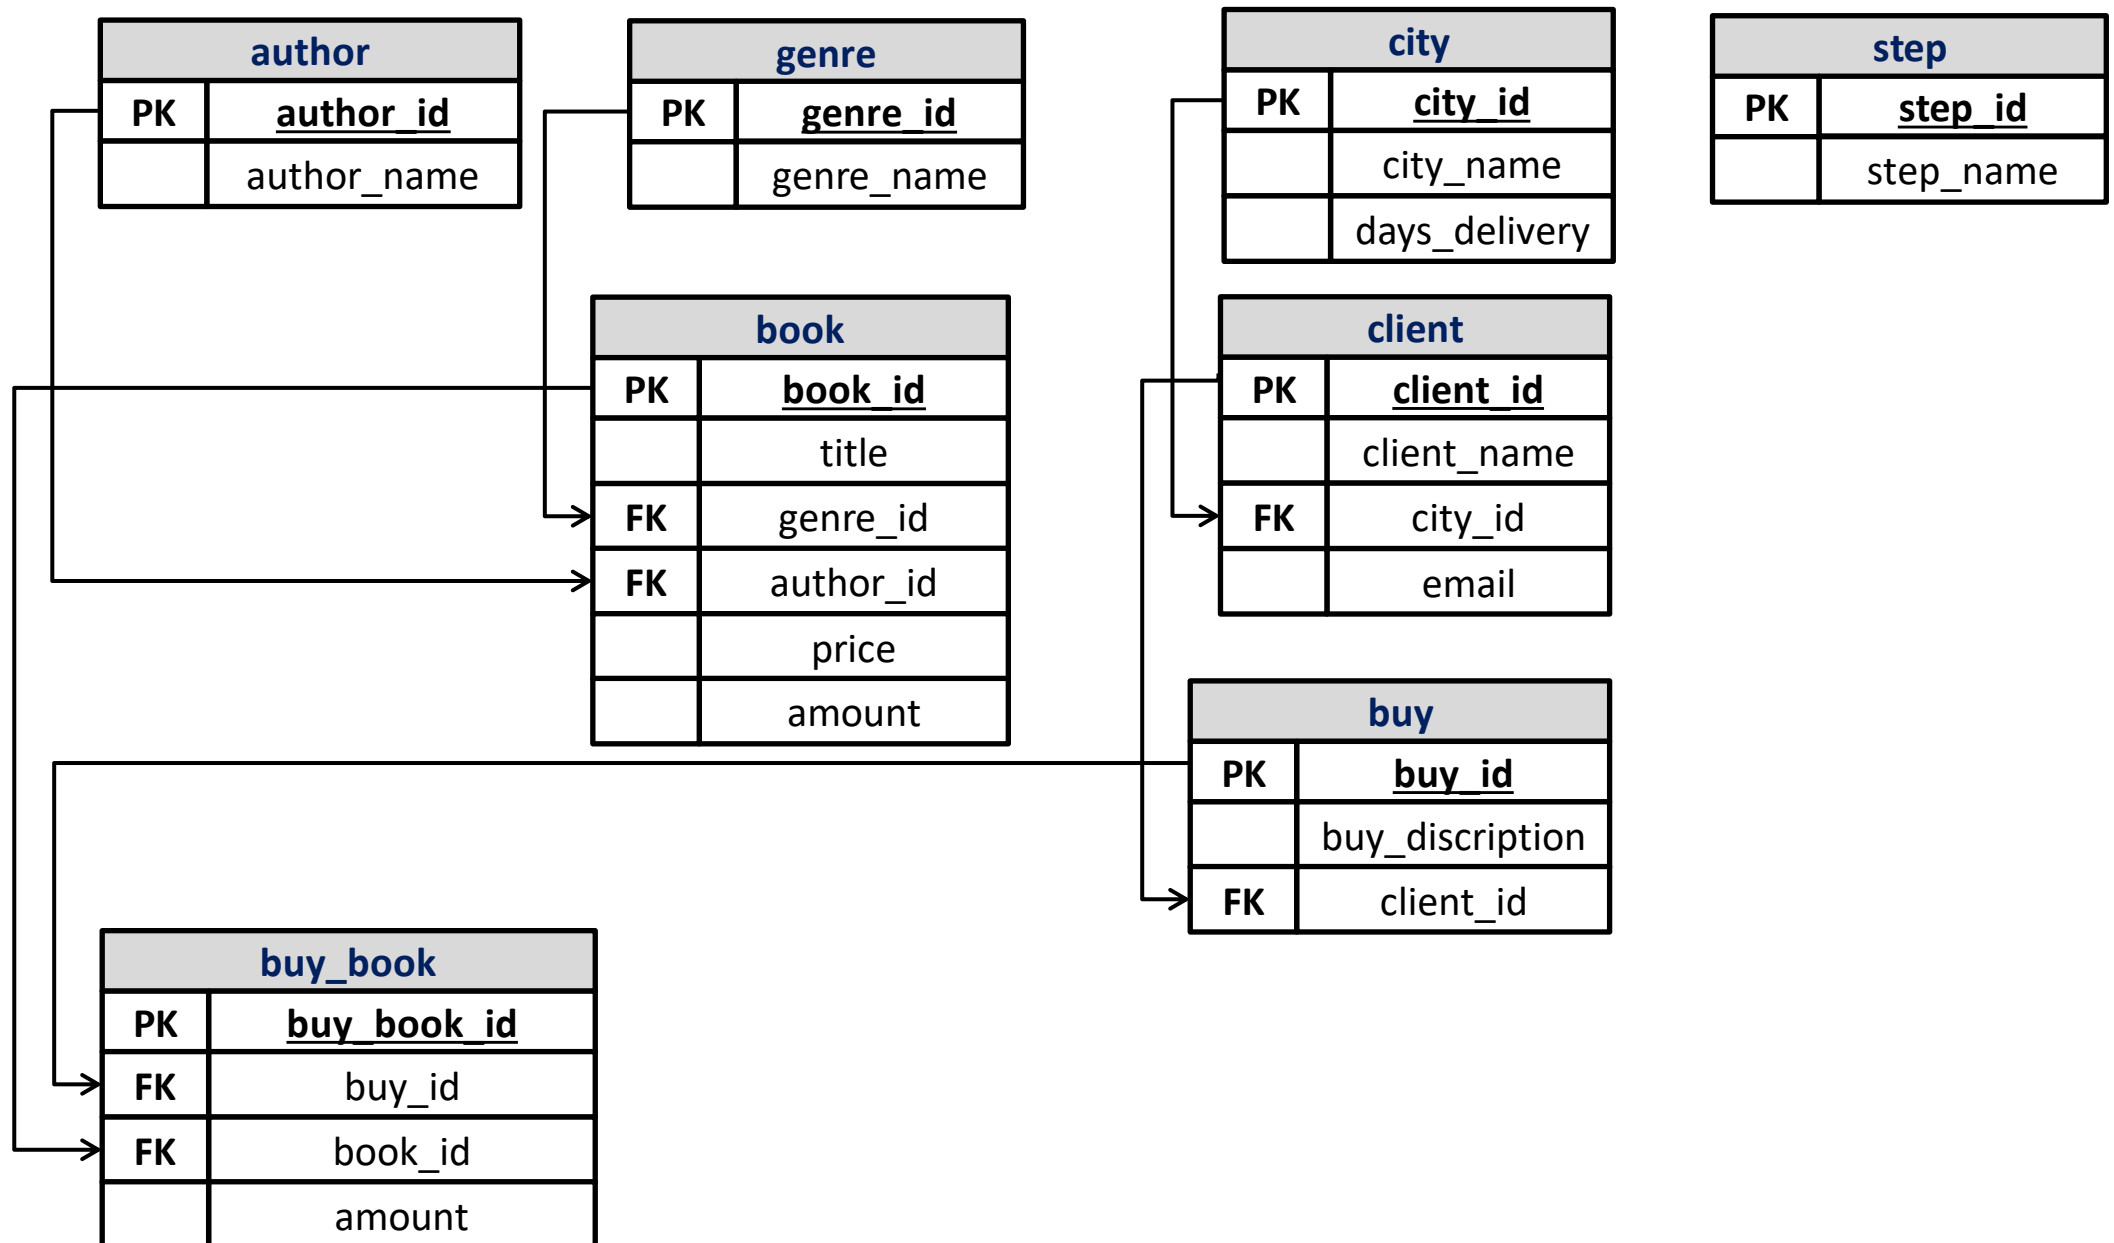 author
PK author_id
author_name
genre
PK genre_id
genre_name
city
PK city_id
city_name
days_delivery
step
PK step_id
step_name
book
PK book_id
title
FK genre_id
FK author_id
price
amount
client
PK client_id
client_name
FK city_id
email
buy
PK buy_id
buy_discription
FK client_id
buy_book
PK buy_book_id
FK buy_id
FK book_id
amount